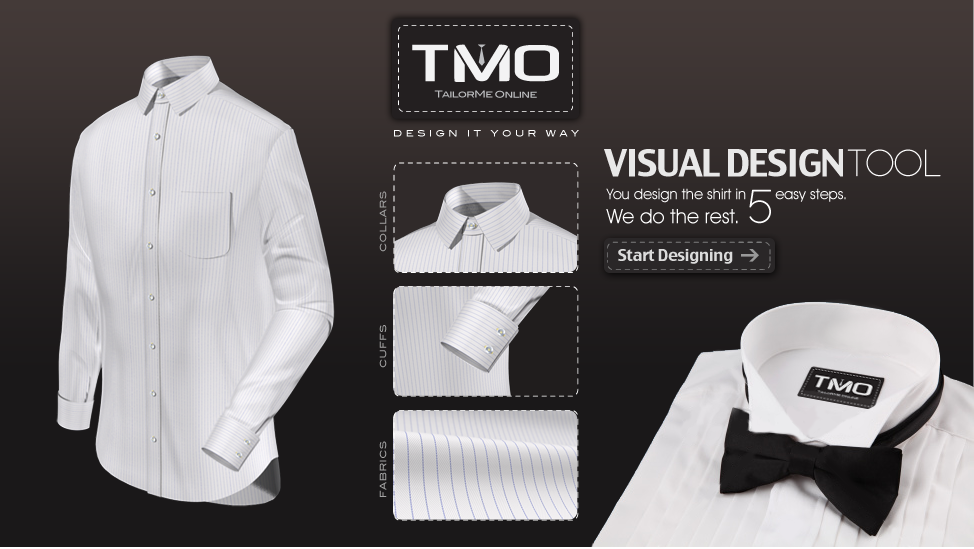 TMO
TAILORME ONLINE
DESIGN IT YOUR WAY
COLLARS
CUFFS
FABRICS
VISUAL DESIGN TOOL
You design the shirt in 5 easy steps.
We do the rest.
Start Designing
TMO
TAILORME ONLINE